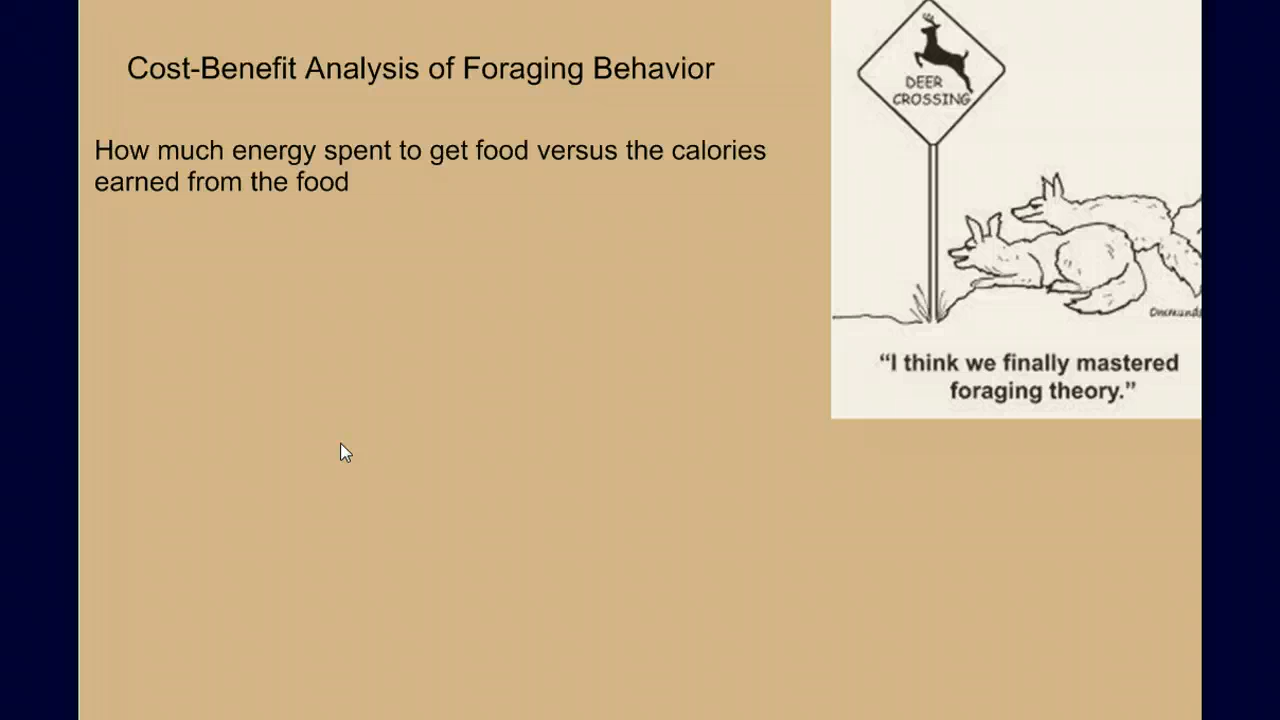 Cost-Benefit Analysis of Foraging Behavior
How much energy spent to get food versus the calories
earned from the food
DEER
CROSSING
“I think we finally mastered
foraging theory.”